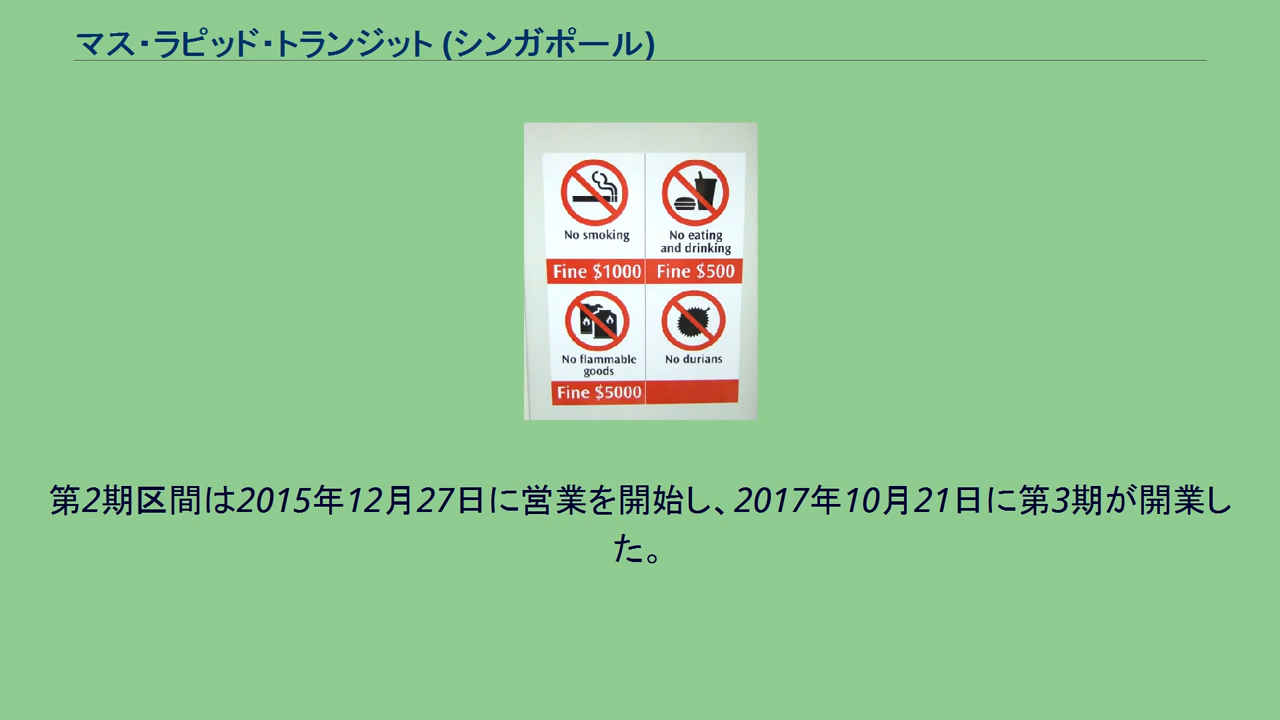 マス・ラピッド・トランジット (シンガポール)
No smoking
No eating
and drinking
Fine $1000
Fine $500
No flammable
goods
No durians
Fine $5000
第2期区間は2015年12月27日に営業を開始し、2017年10月21日に第3期が開業し
た。